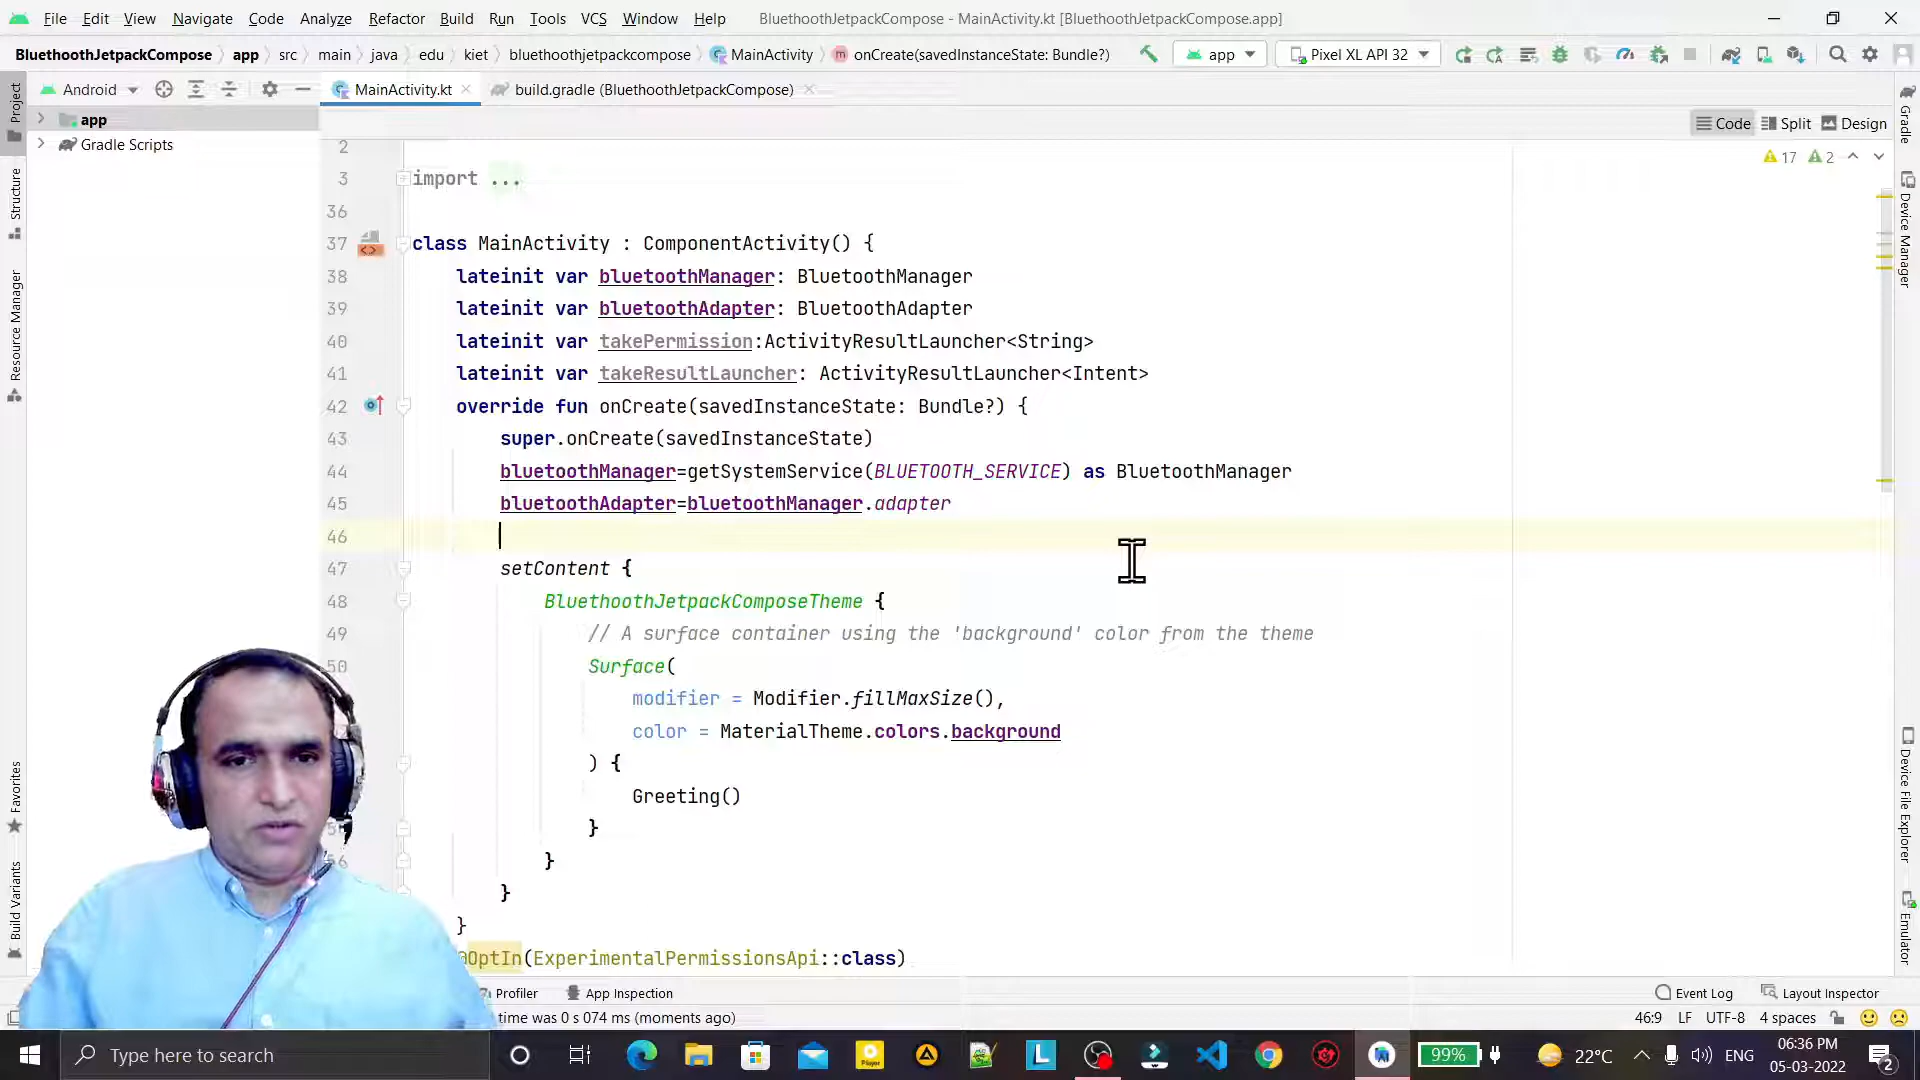 File Edit View Navigate Code Analyze Refactor Build Run Tools VCS Window Help BluethoothJetpackCompose - MainActivity.kt [BluethoothJetpackCompose.app]
BluethoothJetpackCompose app src main java edu kiet bluethoothjetpackcompose MainActivity onCreate(savedInstanceState: Bundle?) app Pixel XL API 32
Android MainActivity.kt build.gradle (BluethoothJetpackCompose)
app
Gradle Scripts
Code Split Design
17 2
2
3 import ...
36
37 class MainActivity : ComponentActivity() {
38 lateinit var bluetoothManager: BluetoothManager
39 lateinit var bluetoothAdapter: BluetoothAdapter
40 lateinit var takePermission:ActivityResultLauncher<String>
41 lateinit var takeResultLauncher: ActivityResultLauncher<Intent>
42 override fun onCreate(savedInstanceState: Bundle?) {
43 super.onCreate(savedInstanceState)
44 bluetoothManager=getSystemService(BLUETOOTH_SERVICE) as BluetoothManager
45 bluetoothAdapter=bluetoothManager.adapter
46
47 setContent {
48 BluethoothJetpackComposeTheme {
49 // A surface container using the 'background' color from the theme
50 Surface(
modifier = Modifier.fillMaxSize(),
color = MaterialTheme.colors.background
) {
Greeting()
}
56 }
}
}
@OptIn(ExperimentalPermissionsApi::class)
Project
Structure
Resource Manager
Favorites
Build Variants
Gradle
Device Manager
Device File Explorer
Emulator
Profiler App Inspection Event Log Layout Inspector
time was 0 s 074 ms (moments ago) 46:9 LF UTF-8 4 spaces
Type here to search 99% 22°C ENG 06:36 PM
05-03-2022
2